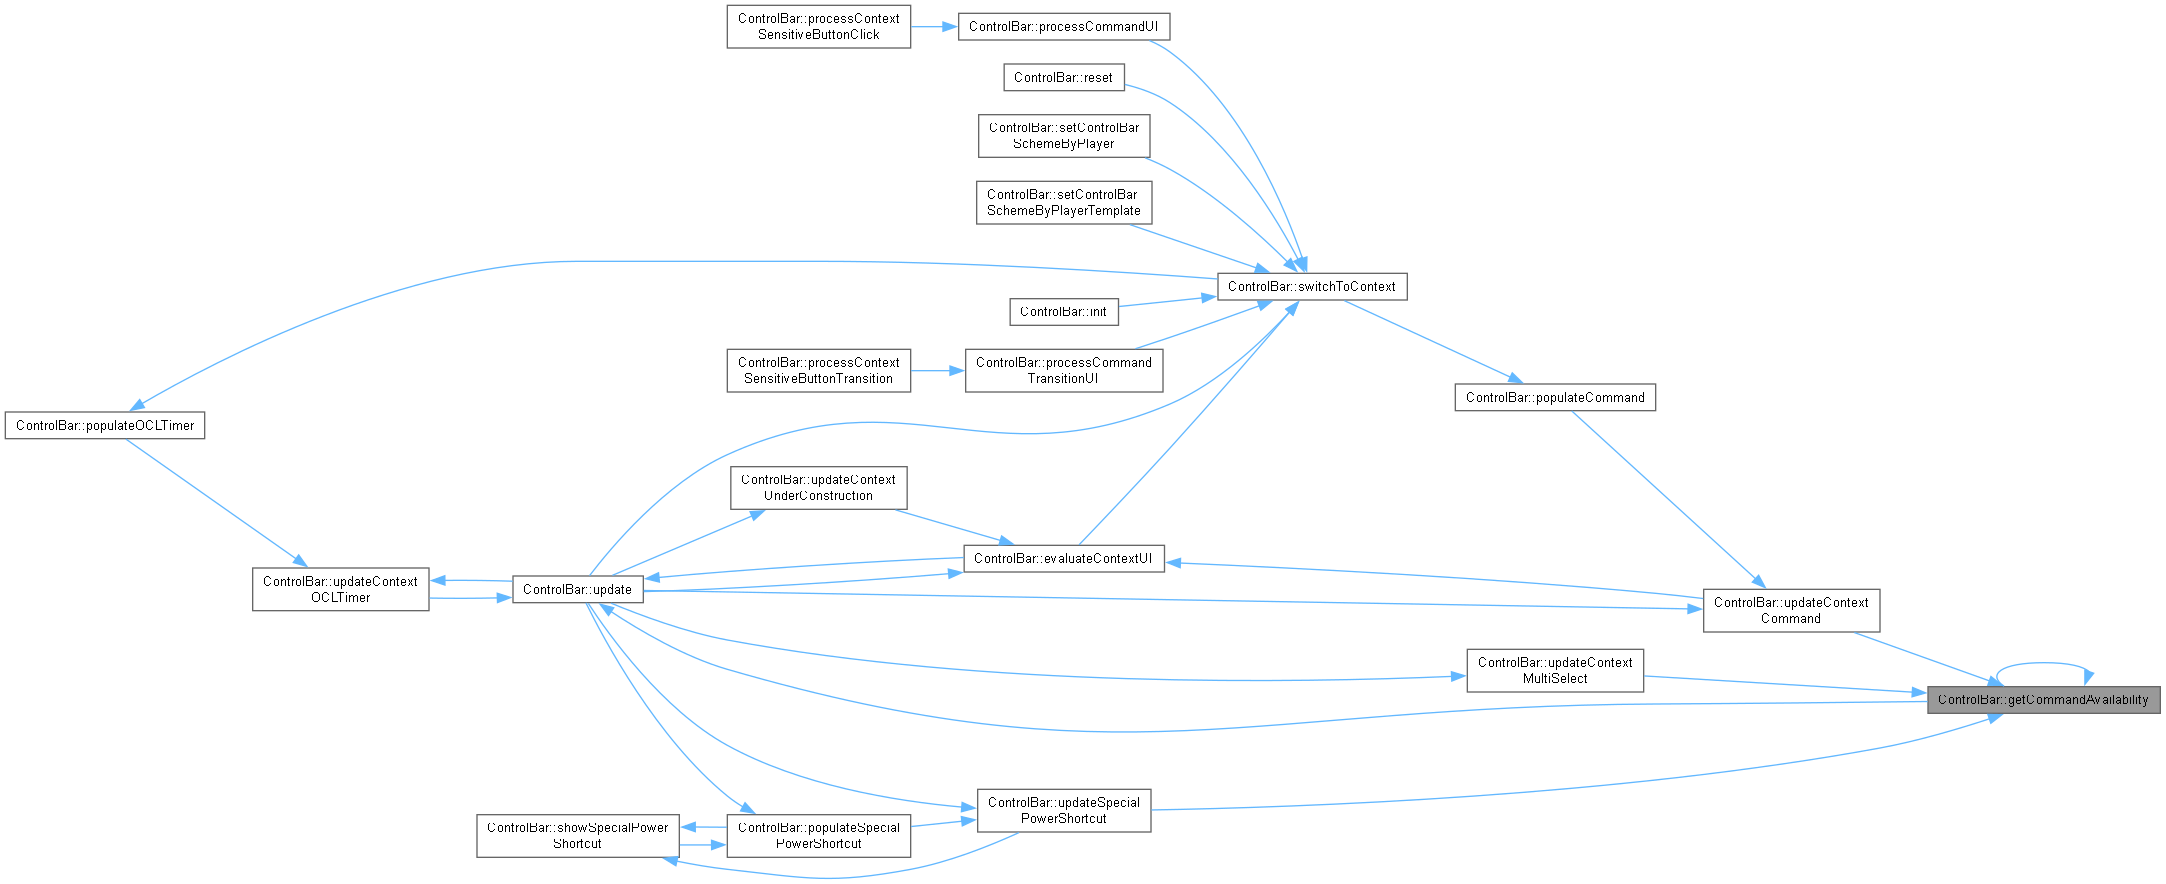 ControlBar::processContext
SensitiveButtonClick
ControlBar::processCommandUI
ControlBar::reset
ControlBar::setControlBar
SchemeByPlayer
ControlBar::setControlBar
SchemeByPlayerTemplate
ControlBar::switchToContext
ControlBar::init
ControlBar::processContext
SensitiveButtonTransition
ControlBar::processCommand
TransitionUI
ControlBar::populateCommand
ControlBar::populateOCLTimer
ControlBar::updateContext
UnderConstruction
ControlBar::evaluateContextUI
ControlBar::updateContext
OCLTimer
ControlBar::update
ControlBar::updateContext
Command
ControlBar::updateContext
MultiSelect
ControlBar::getCommandAvailability
ControlBar::updateSpecial
PowerShortcut
ControlBar::showSpecialPower
Shortcut
ControlBar::populateSpecial
PowerShortcut